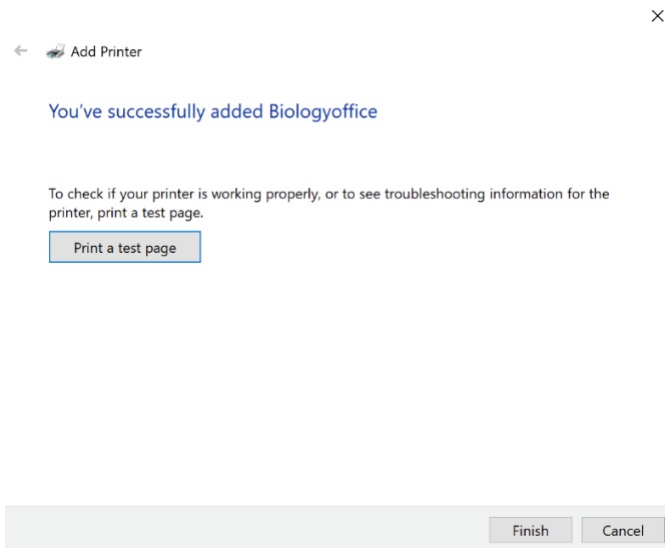 Add Printer
You've successfully added Biologyoffice
To check if your printer is working properly, or to see troubleshooting information for the
printer, print a test page.
Print a test page
Finish
Cancel